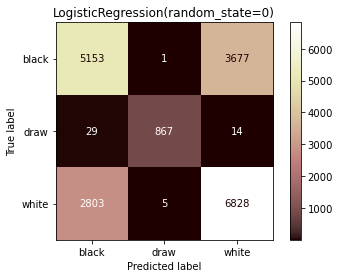 LogisticRegression(random_state=0)
black 5153 1 3677
draw 29 867 14
white 2803 5 6828
black draw white
True label
Predicted label
6000
5000
4000
3000
2000
1000